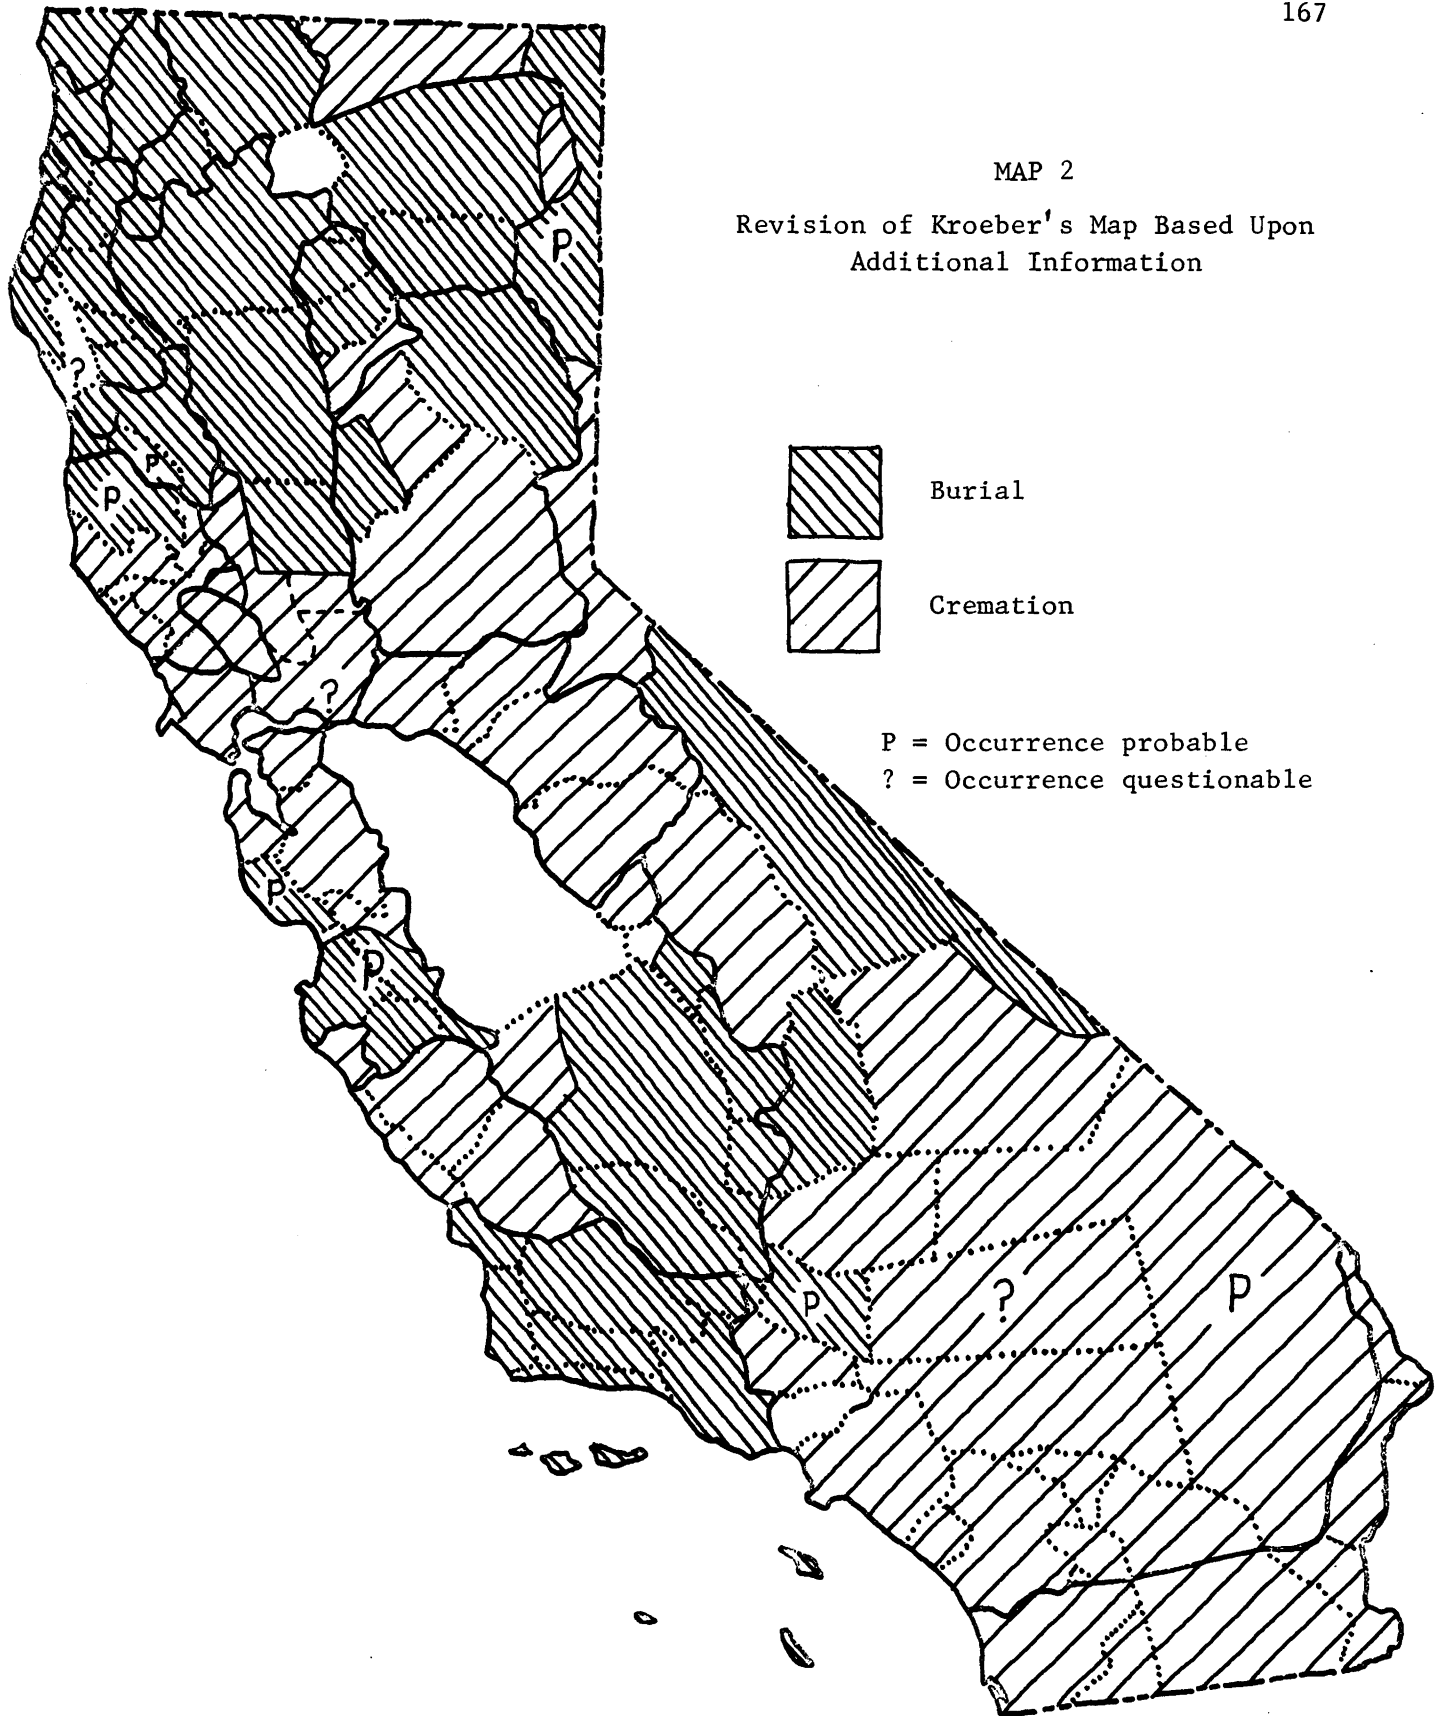 167
MAP 2
Revision of Kroeber's Map Based Upon
Additional Information
P
?
P
P
Burial
Cremation
?
P = Occurrence probable
? = Occurrence questionable
P
P
P
?
P